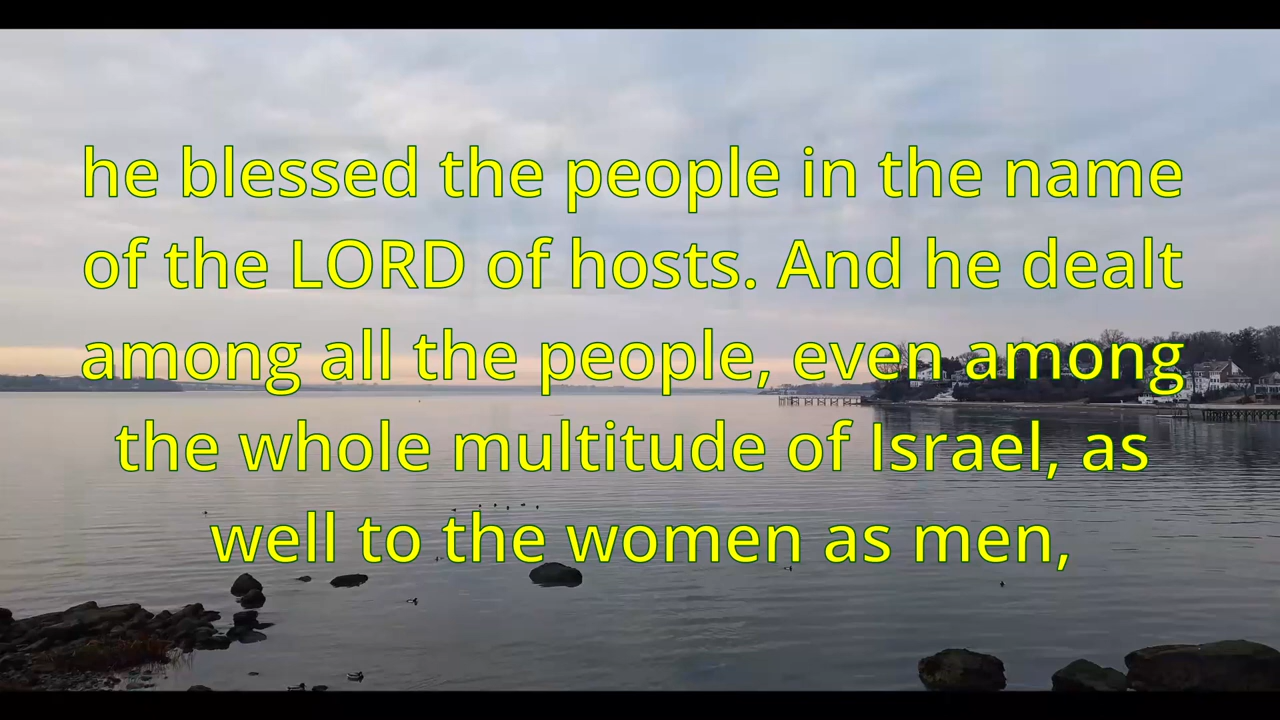 he blessed the people in the name
of the LORD of hosts. And he dealt
among all the people, even among
the whole multitude of Israel, as
well to the women as men,